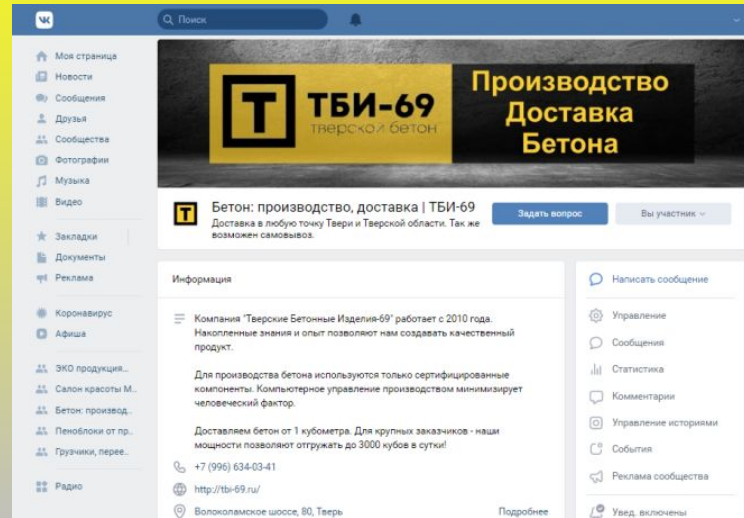 Поиск
Моя страница
Новости
Сообщения
Друзья
Сообщества
Фотографии
Музыка
Видео
Закладки
Документы
Реклама
Коронавирус
Афиша
ЭКО продукция...
Салон красоты М..
Бетон: производ..
Пеноблоки от пр..
Грузчики, перее..
Радио
Т
ТБИ-69
тверской бетон
Производство
Доставка
Бетона
Т
Бетон: производство, доставка | ТБИ-69
Доставка в любую точку Твери и Тверской области. Так же
возможен самовывоз.
Задать вопрос
Вы участник
Информация
Компания "Тверские Бетонные Изделия-69" работает с 2010 года.
Накопленные знания и опыт позволяют нам создавать качественный
продукт.
Для производства бетона используются только сертифицированные
компоненты. Компьютерное управление производством минимизирует
человеческий фактор.
Доставляем бетон от 1 кубометра. Для крупных заказчиков - наши
мощности позволяют отгружать до 3000 кубов в сутки!
+7 (996) 634-03-41
http://tbi-69.ru/
Волоколамское шоссе, 80, Тверь
Подробнее
Написать сообщение
Управление
Сообщения
Статистика
Комментарии
Управление историями
События
Реклама сообщества
Увед. включены